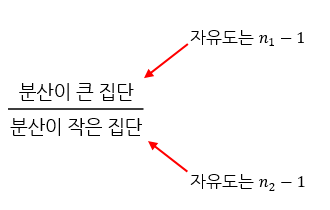 자유도는 n₁ − 1
분산이 큰 집단
분산이 작은 집단
자유도는 n₂ − 1